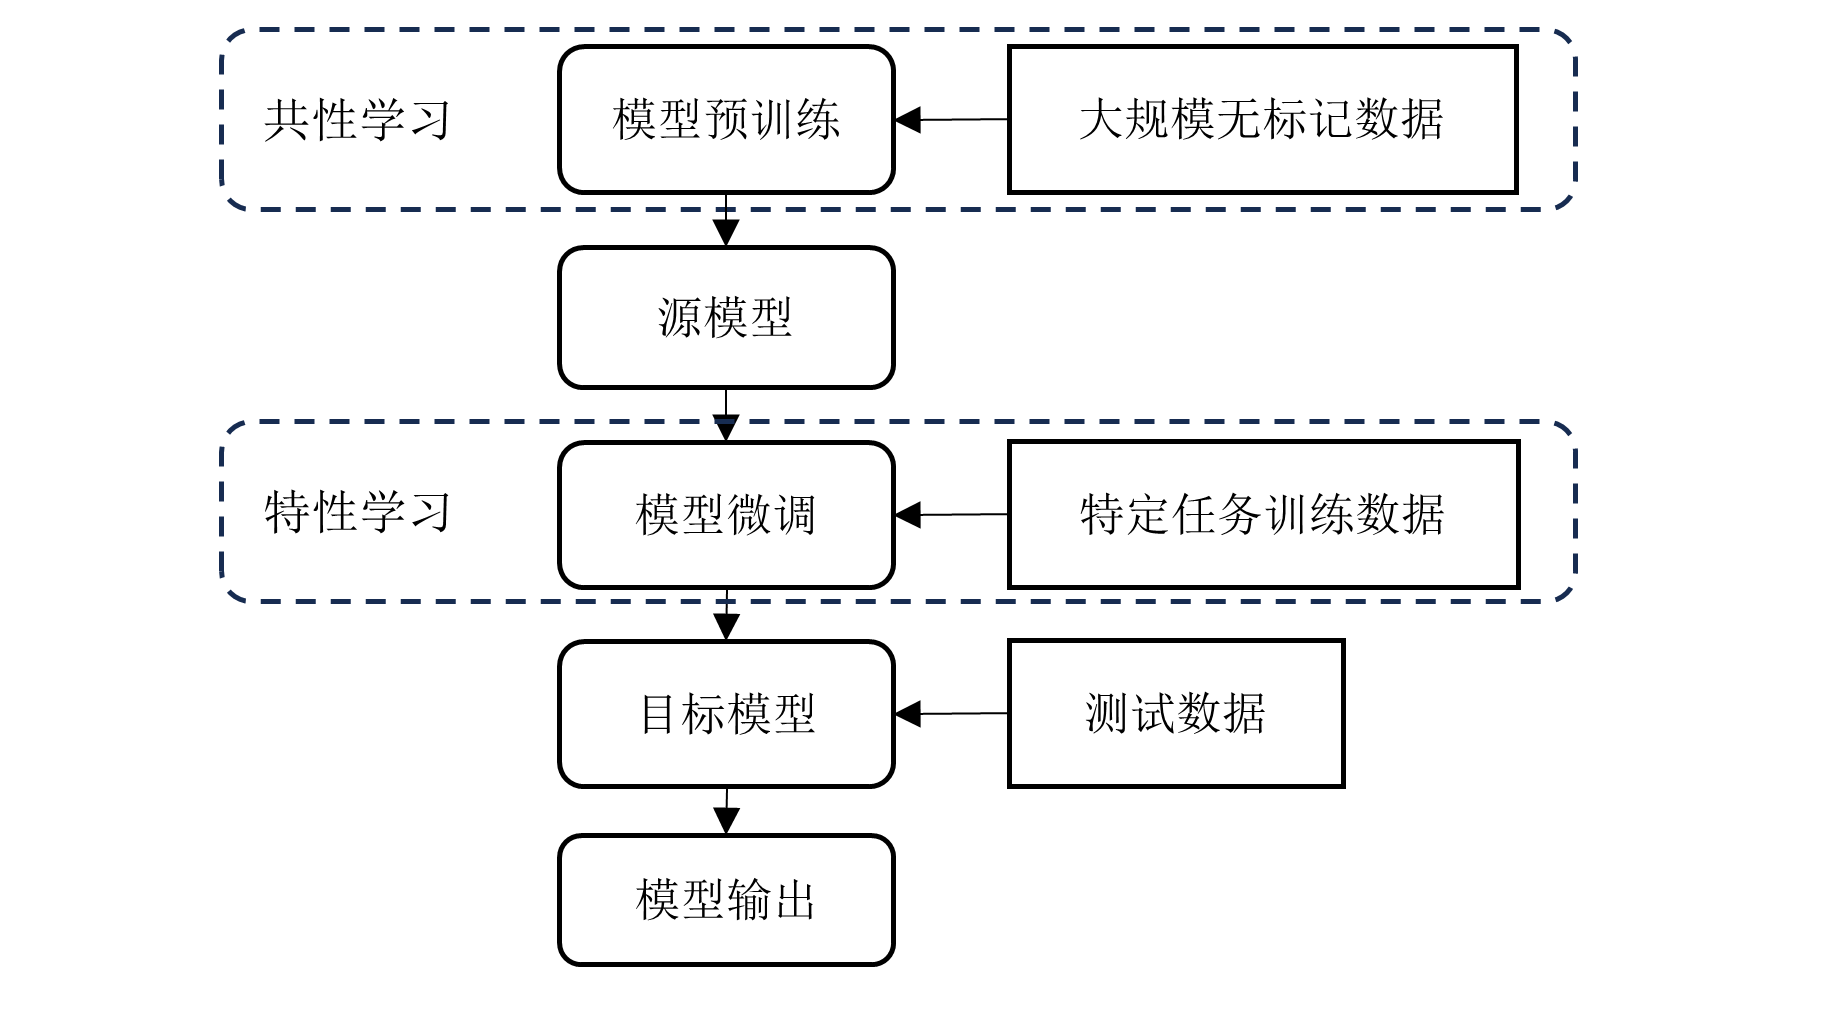 共性学习
模型预训练
大规模无标记数据
源模型
特性学习
模型微调
特定任务训练数据
目标模型
测试数据
模型输出